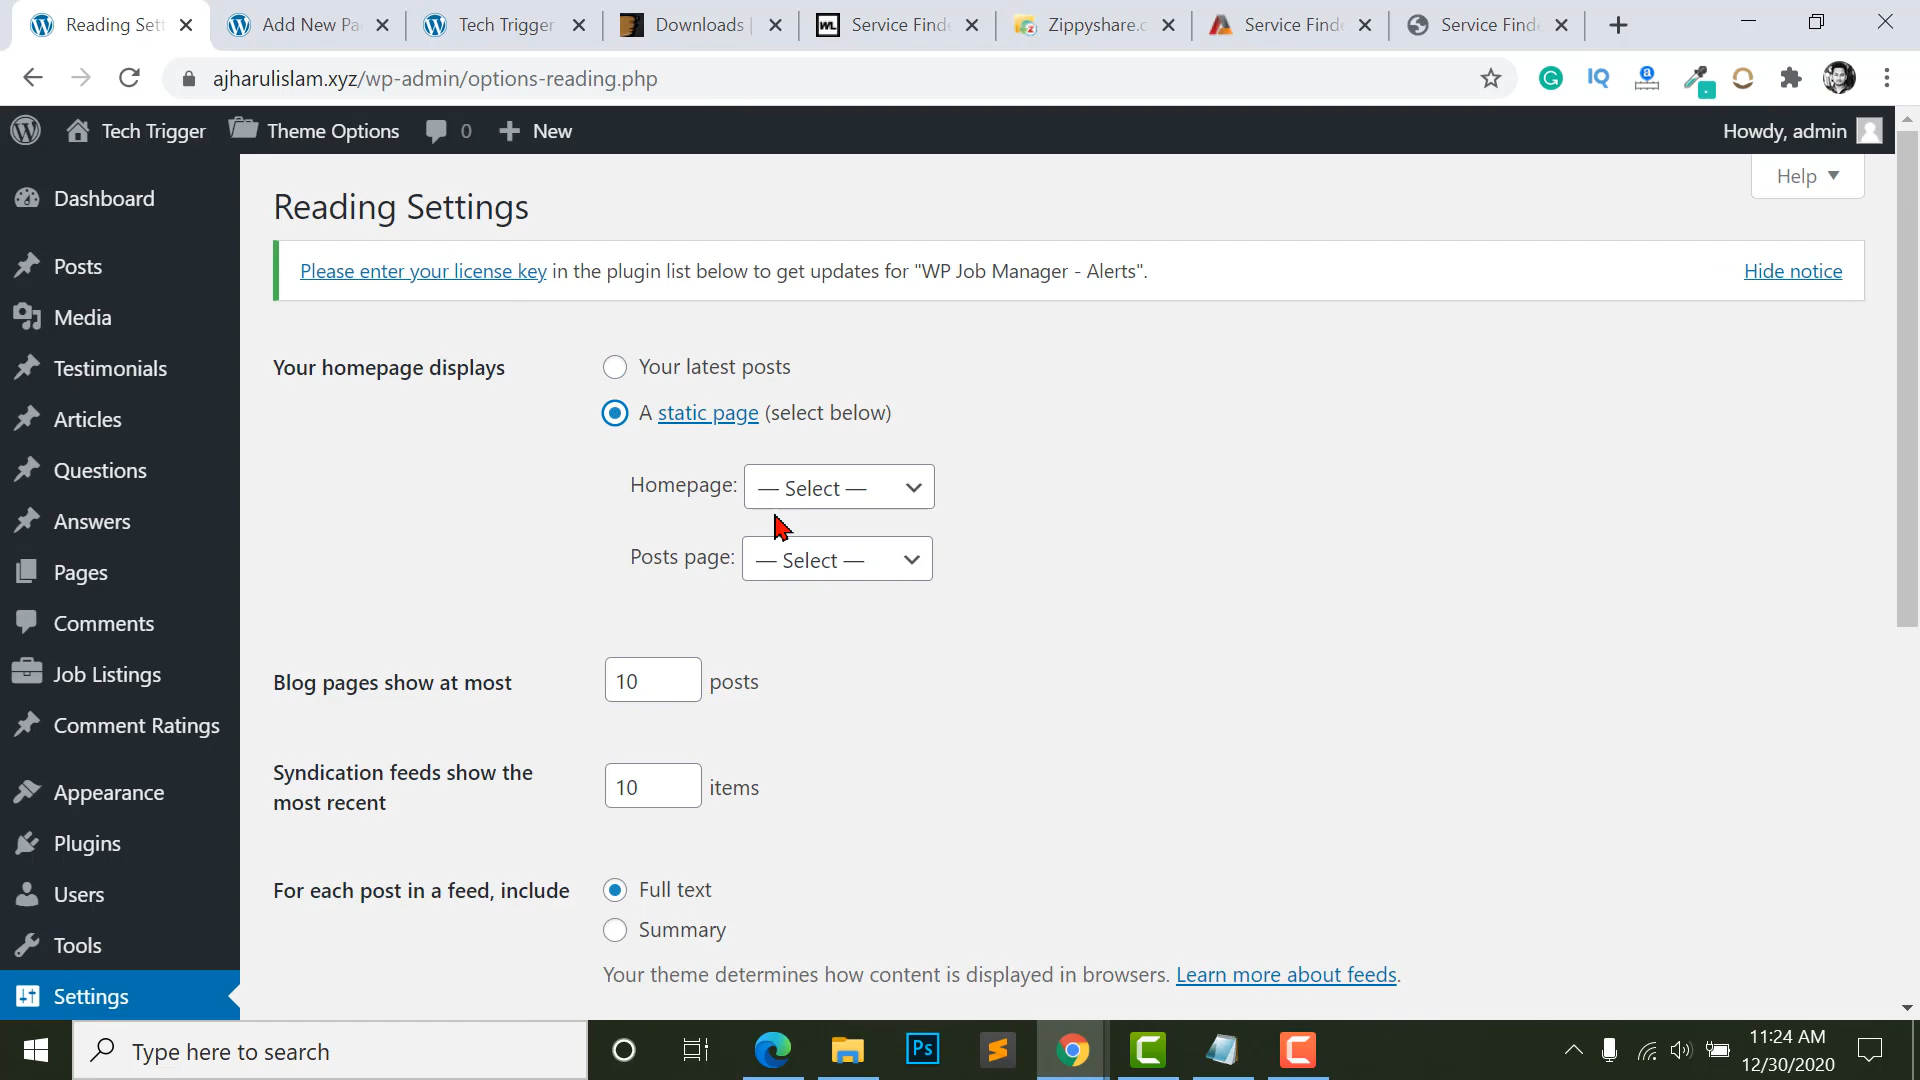 Reading Set
Add New Pa
Tech Trigger
Downloads |
WL
Service Find
Zippyshare.c
Service Find
Service Find
ajharulislam.xyz/wp-admin/options-reading.php
IQ
Tech Trigger
Theme Options
0
New
Howdy, admin
Help
Dashboard
Posts
Media
Testimonials
Articles
Questions
Answers
Pages
Comments
Job Listings
Comment Ratings
Appearance
Plugins
Users
Tools
Settings
Reading Settings
Please enter your license key in the plugin list below to get updates for "WP Job Manager - Alerts".
Hide notice
Your homepage displays
Your latest posts
A static page (select below)
Homepage: — Select —
Posts page: — Select —
Blog pages show at most
10 posts
Syndication feeds show the
most recent
10 items
For each post in a feed, include
Full text
Summary
Your theme determines how content is displayed in browsers. Learn more about feeds.
Type here to search
Ps
11:24 AM
12/30/2020